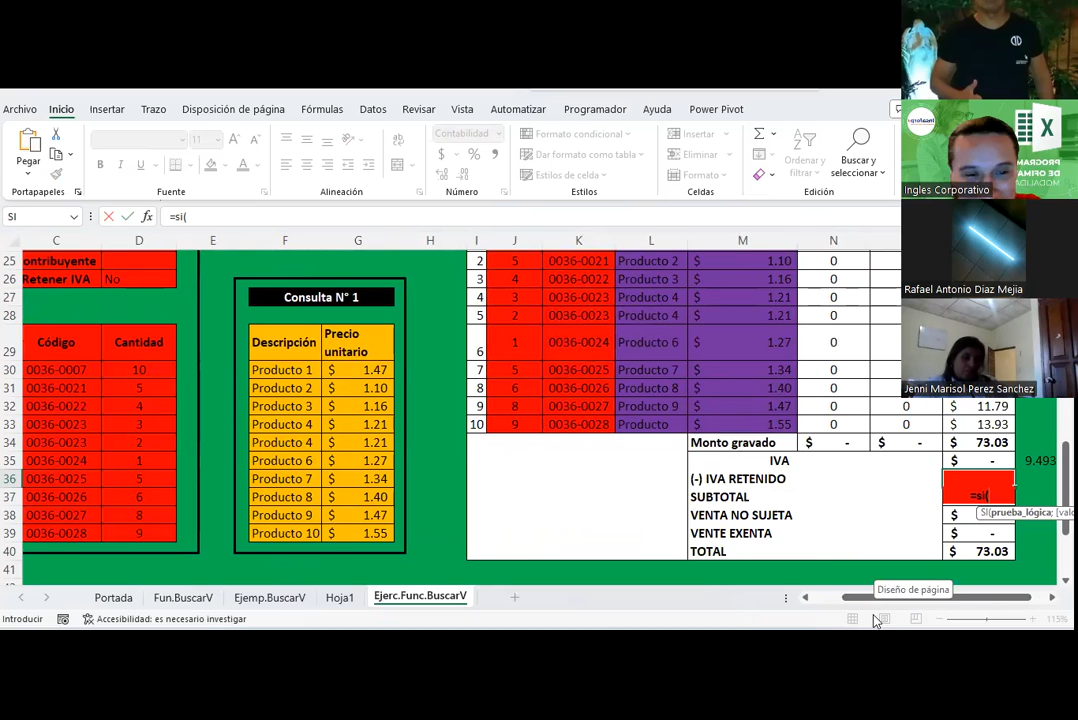 Archivo Inicio Insertar Trazo Disposición de página Fórmulas Datos Revisar Vista Automatizar Programador Ayuda Power Pivot
Pegar
11
Contabilidad
Formato condicional
Dar formato como tabla
Estilos de celda
Insertar
Eliminar
Formato
Ordenar y filtrar
Buscar y seleccionar
Portapapeles Fuente Alineación Número Estilos Celdas Edición
SI =si(
C D E F G H I J K L M N
25 ontribuyente 2 5 0036-0021 Producto 2 $ 1.10 0
26 Retener IVA No 3 4 0036-0022 Producto 3 $ 1.16 0
27 Consulta N° 1 4 3 0036-0023 Producto 4 $ 1.21 0
28 5 2 0036-0023 Producto 4 $ 1.21 0
29 Código Cantidad Descripción Precio unitario 6 1 0036-0024 Producto 6 $ 1.27 0
30 0036-0007 10 Producto 1 $ 1.47 7 5 0036-0025 Producto 7 $ 1.34 0
31 0036-0021 5 Producto 2 $ 1.10 8 6 0036-0026 Producto 8 $ 1.40 0
32 0036-0022 4 Producto 3 $ 1.16 9 8 0036-0027 Producto 9 $ 1.47 0 0 $ 11.79
33 0036-0023 3 Producto 4 $ 1.21 10 9 0036-0028 Producto $ 1.55 0 0 $ 13.93
34 0036-0023 2 Producto 4 $ 1.21 Monto gravado $ - $ - $ 73.03
35 0036-0024 1 Producto 6 $ 1.27 IVA $ - 9.493
36 0036-0025 5 Producto 7 $ 1.34 (-) IVA RETENIDO
37 0036-0026 6 Producto 8 $ 1.40 SUBTOTAL =si(
38 0036-0027 8 Producto 9 $ 1.47 VENTA NO SUJETA $
SI(prueba_lógica; [valo
39 0036-0028 9 Producto 10 $ 1.55 VENTE EXENTA $ -
40 TOTAL $ 73.03
41
Portada Fun.BuscarV Ejemp.BuscarV Hoja1 Ejerc.Func.BuscarV
Diseño de página
Introducir Accesibilidad: es necesario investigar 115%
Ingles Corporativo
Rafael Antonio Diaz Mejia
Jenni Marisol Perez Sanchez